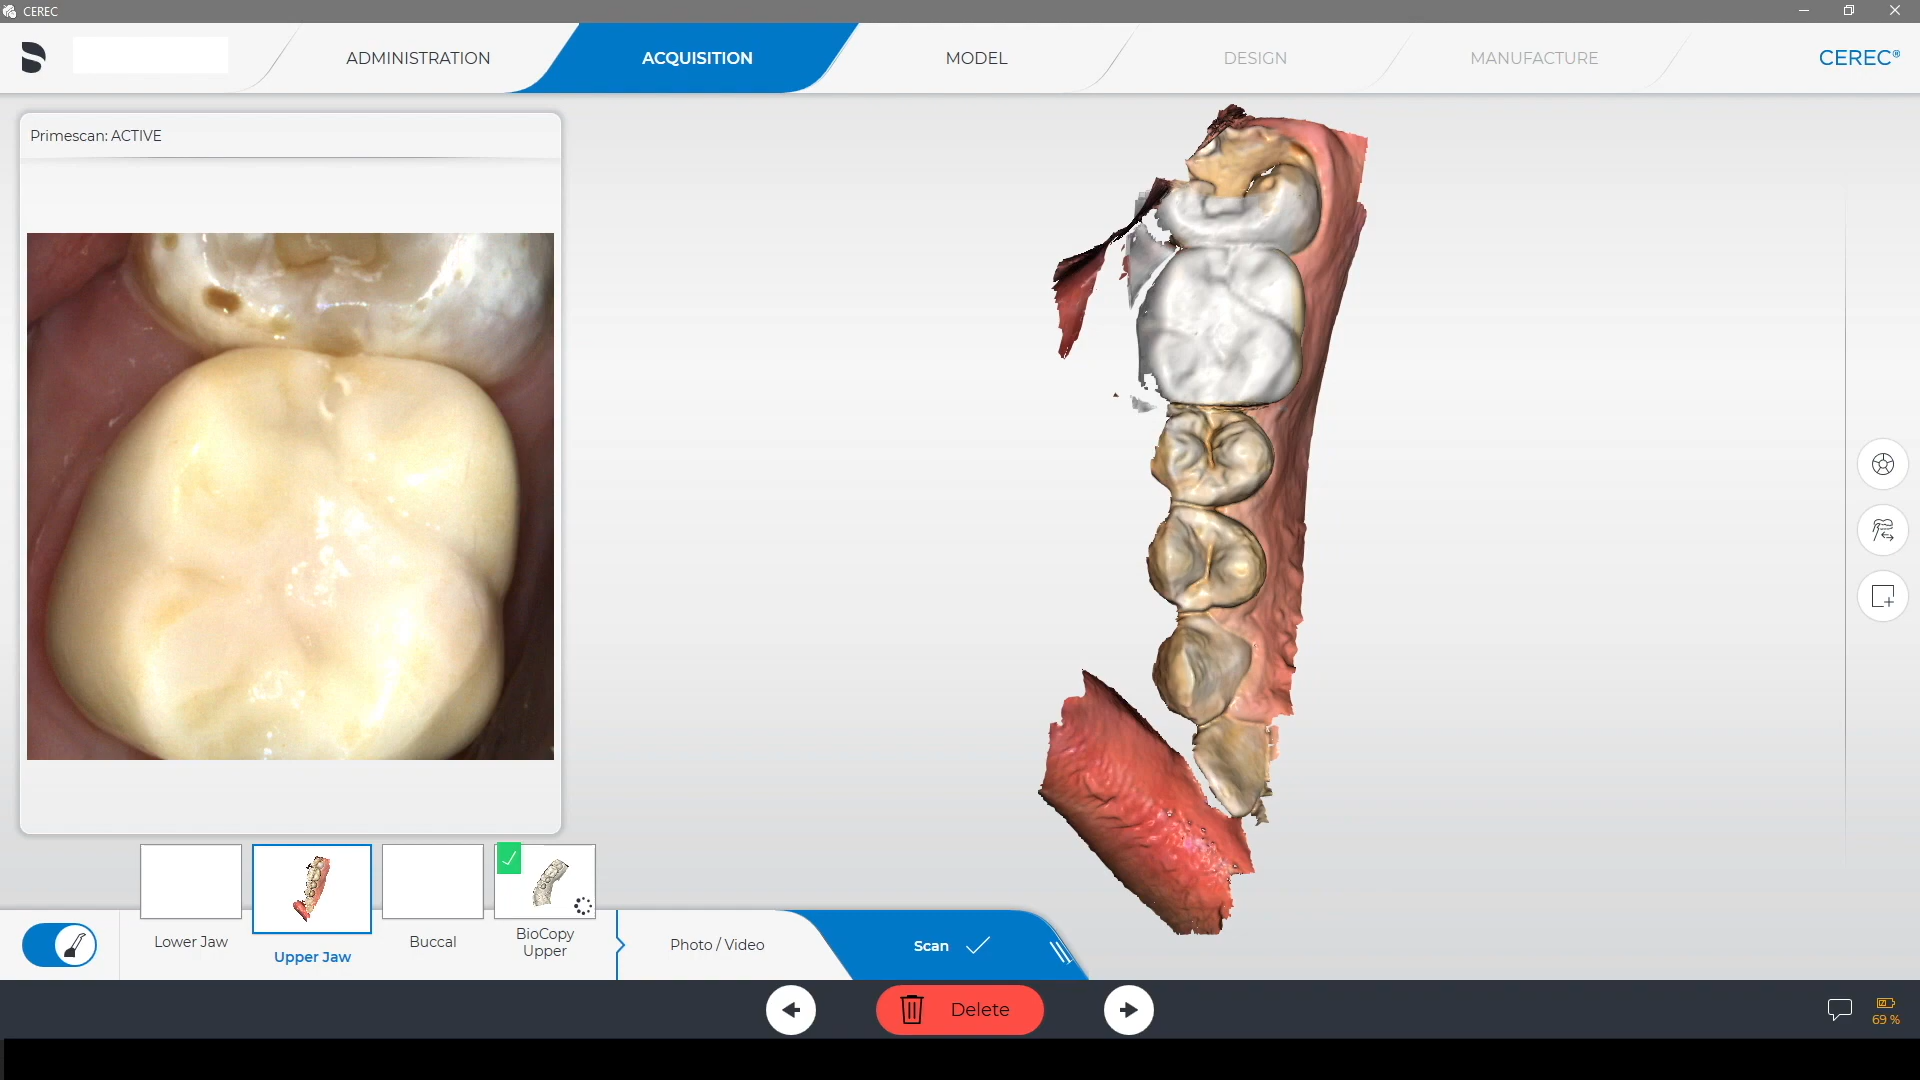 CEREC
ADMINISTRATION
ACQUISITION
MODEL
DESIGN
MANUFACTURE
CEREC®
Primescan: ACTIVE
Lower Jaw
Upper Jaw
Buccal
BioCopy
Upper
Photo / Video
Scan
Delete
69 %